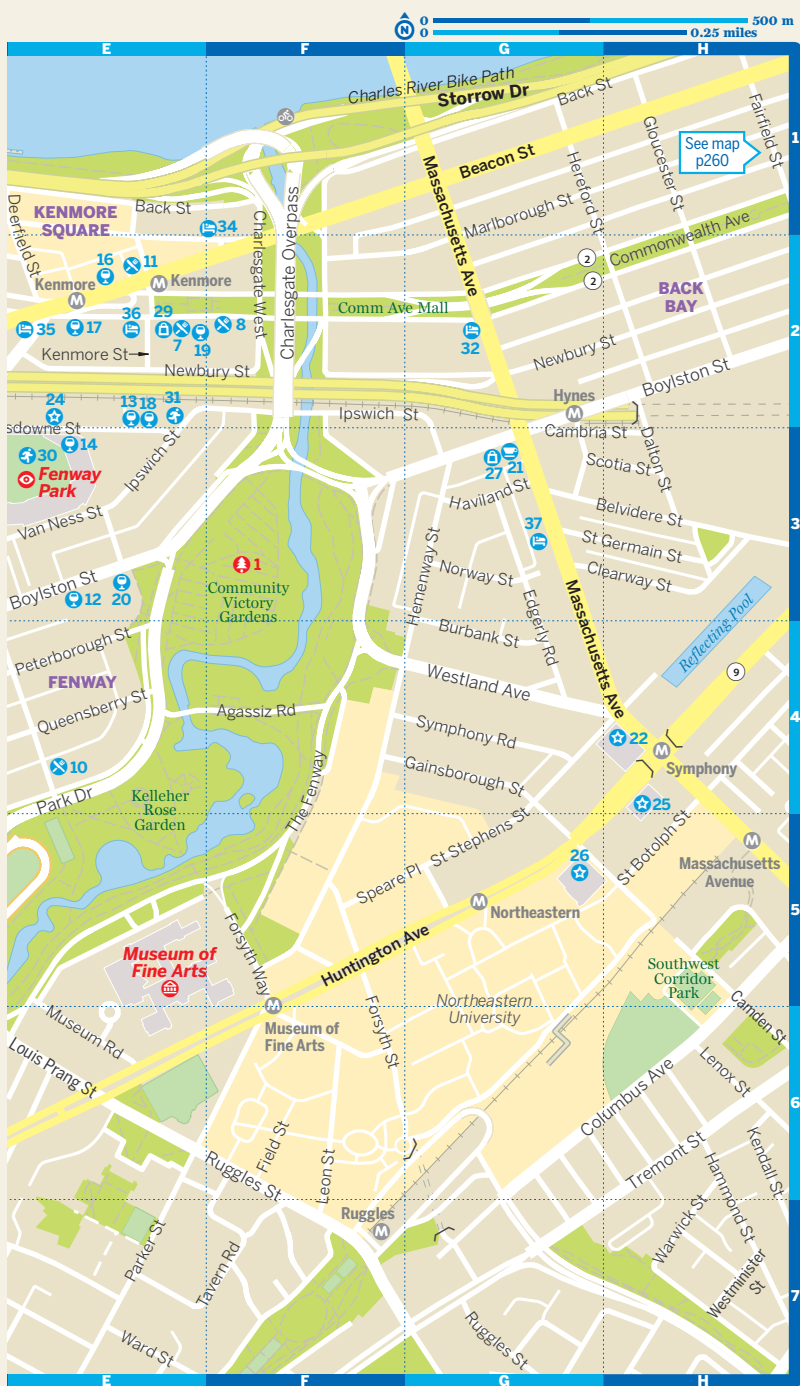 0 500 m
N 0 0.25 miles
E F G H
Charles River Bike Path
Storrow Dr
Back St
Fairfield St
1
See map
p260
Gloucester St
Hereford St
Beacon St
Massachusetts Ave
Marlborough St
Commonwealth Ave
Deerfield St
KENMORE
SQUARE
Back St
34
Charlesgate West
Charlesgate Overpass
16 11
Kenmore
M
Kenmore
M
2
2
BACK
BAY
Comm Ave Mall
35 17 36 29 7 19 8
32
2
Kenmore St
Newbury St
Newbury St
Boylston St
Hynes
M
24 13 18 31
Ipswich St
sdowne St
14
30
Fenway
Park
Ipswich St
Cambria St
27 21
Scotia St
Dalton St
Haviland St
Belvidere St
37
St Germain St
Clearway St
3
Van Ness St
1
Community
Victory
Gardens
Hemenway St
Norway St
Edgerly Rd
Massachusetts Ave
Boylston St
12 20
Reflecting Pool
Peterborough St
Burbank St
FENWAY
Westland Ave
9
Queensberry St
Agassiz Rd
Symphony Rd
22
M
Symphony
4
10
Gainsborough St
Park Dr
Kelleher
Rose
Garden
The Fenway
25
St Botolph St
St Stephens St
Speare Pl
26
M
Massachusetts
Avenue
M
Northeastern
5
Huntington Ave
Forsyth Way
Museum of
Fine Arts
Southwest
Corridor
Park
M
Museum of
Fine Arts
Forsyth St
Northeastern
University
Camden St
Museum Rd
Louis Prang St
Lenox St
Columbus Ave
6
Field St
Leon St
Ruggles St
Tremont St
Kendall St
Hammond St
Ruggles
M
Parker St
Tavern Rd
Warwick St
Westminister
St
7
Ward St
Ruggles St
E F G H